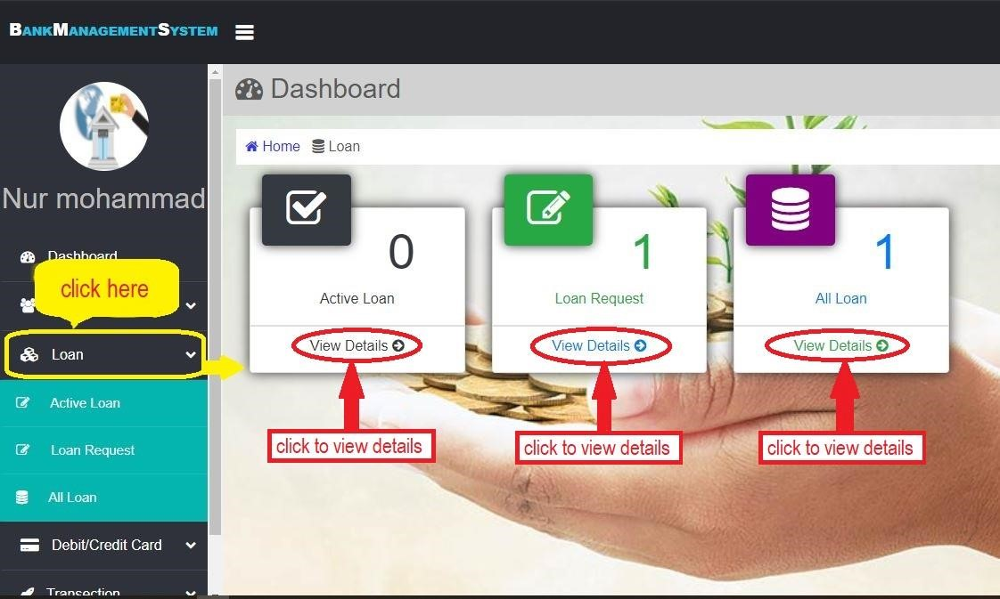 BANKMANAGEMENTSYSTEM
Dashboard
Home Loan
Nur mohammad
Dashboard
click here
Loan
Active Loan
Loan Request
All Loan
Debit/Credit Card
Transection
0
Active Loan
View Details
click to view details
1
Loan Request
View Details
click to view details
1
All Loan
View Details
click to view details